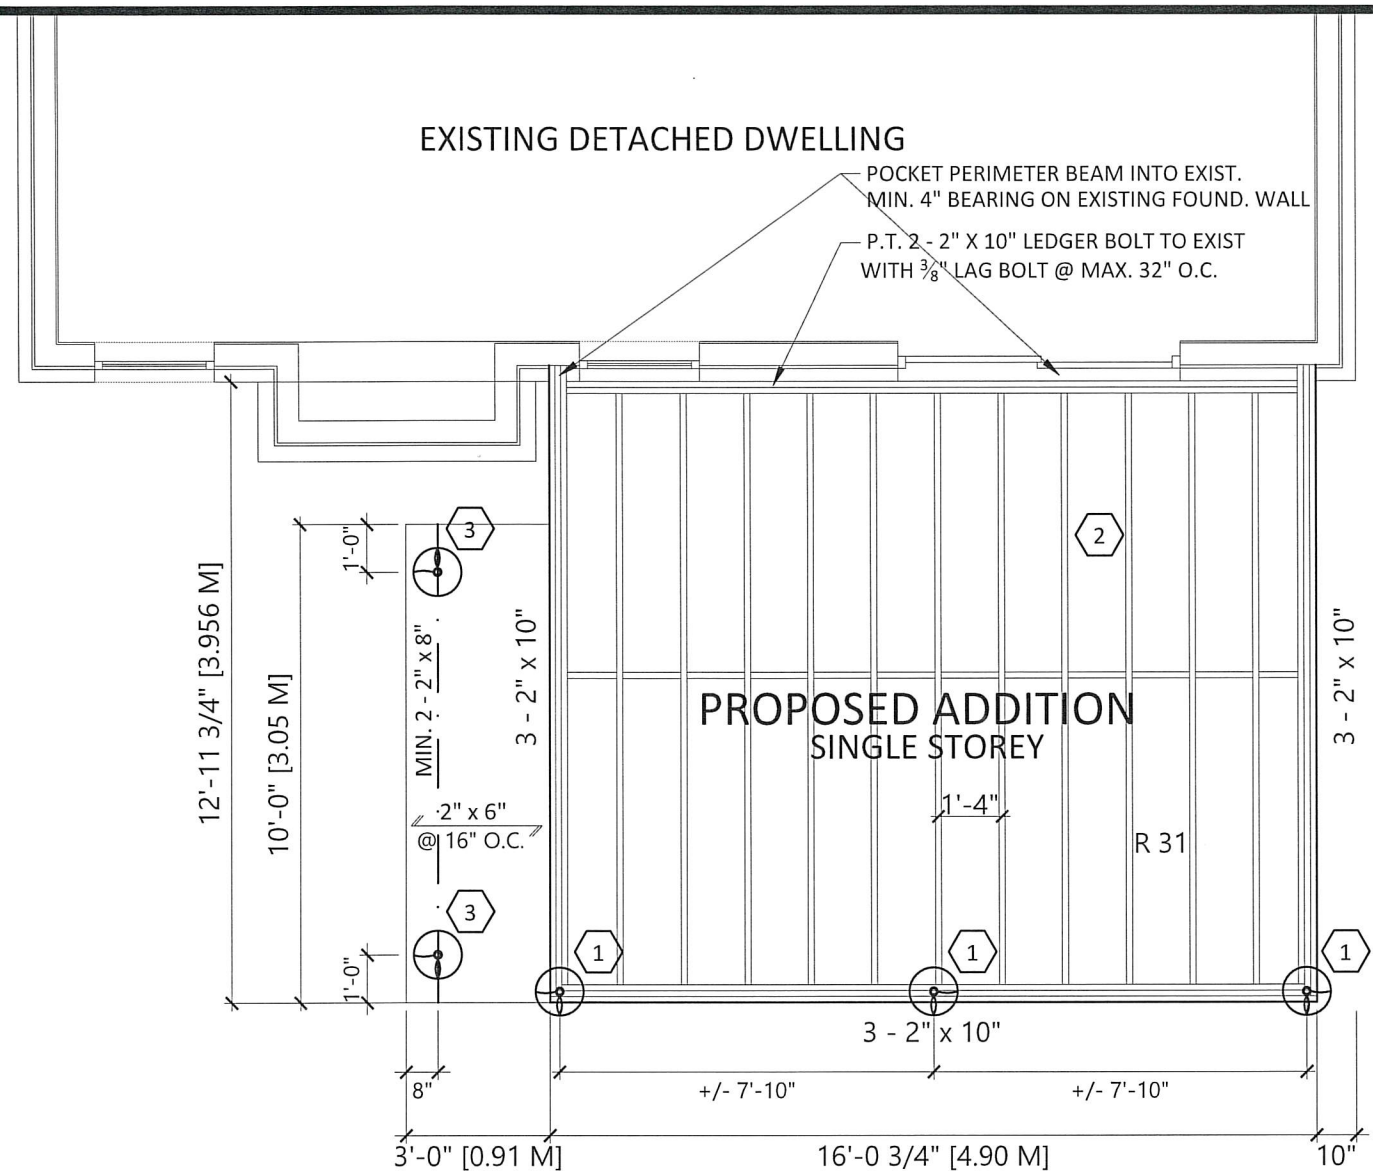 EXISTING DETACHED DWELLING
POCKET PERIMETER BEAM INTO EXIST.
MIN. 4" BEARING ON EXISTING FOUND. WALL
P.T. 2 - 2" X 10" LEDGER BOLT TO EXIST
WITH 3/8" LAG BOLT @ MAX. 32" O.C.
12'-11 3/4" [3.956 M]
10'-0" [3.05 M]
1'-0"
3
MIN. 2 - 2" x 8"
3 - 2" x 10"
2
3 - 2" x 10"
PROPOSED ADDITION
SINGLE STOREY
2" x 6"
@ 16" O.C.
1'-4"
R 31
3
1'-0"
1
1
1
3 - 2" x 10"
8"
+/- 7'-10"
+/- 7'-10"
3'-0" [0.91 M]
16'-0 3/4" [4.90 M]
10"